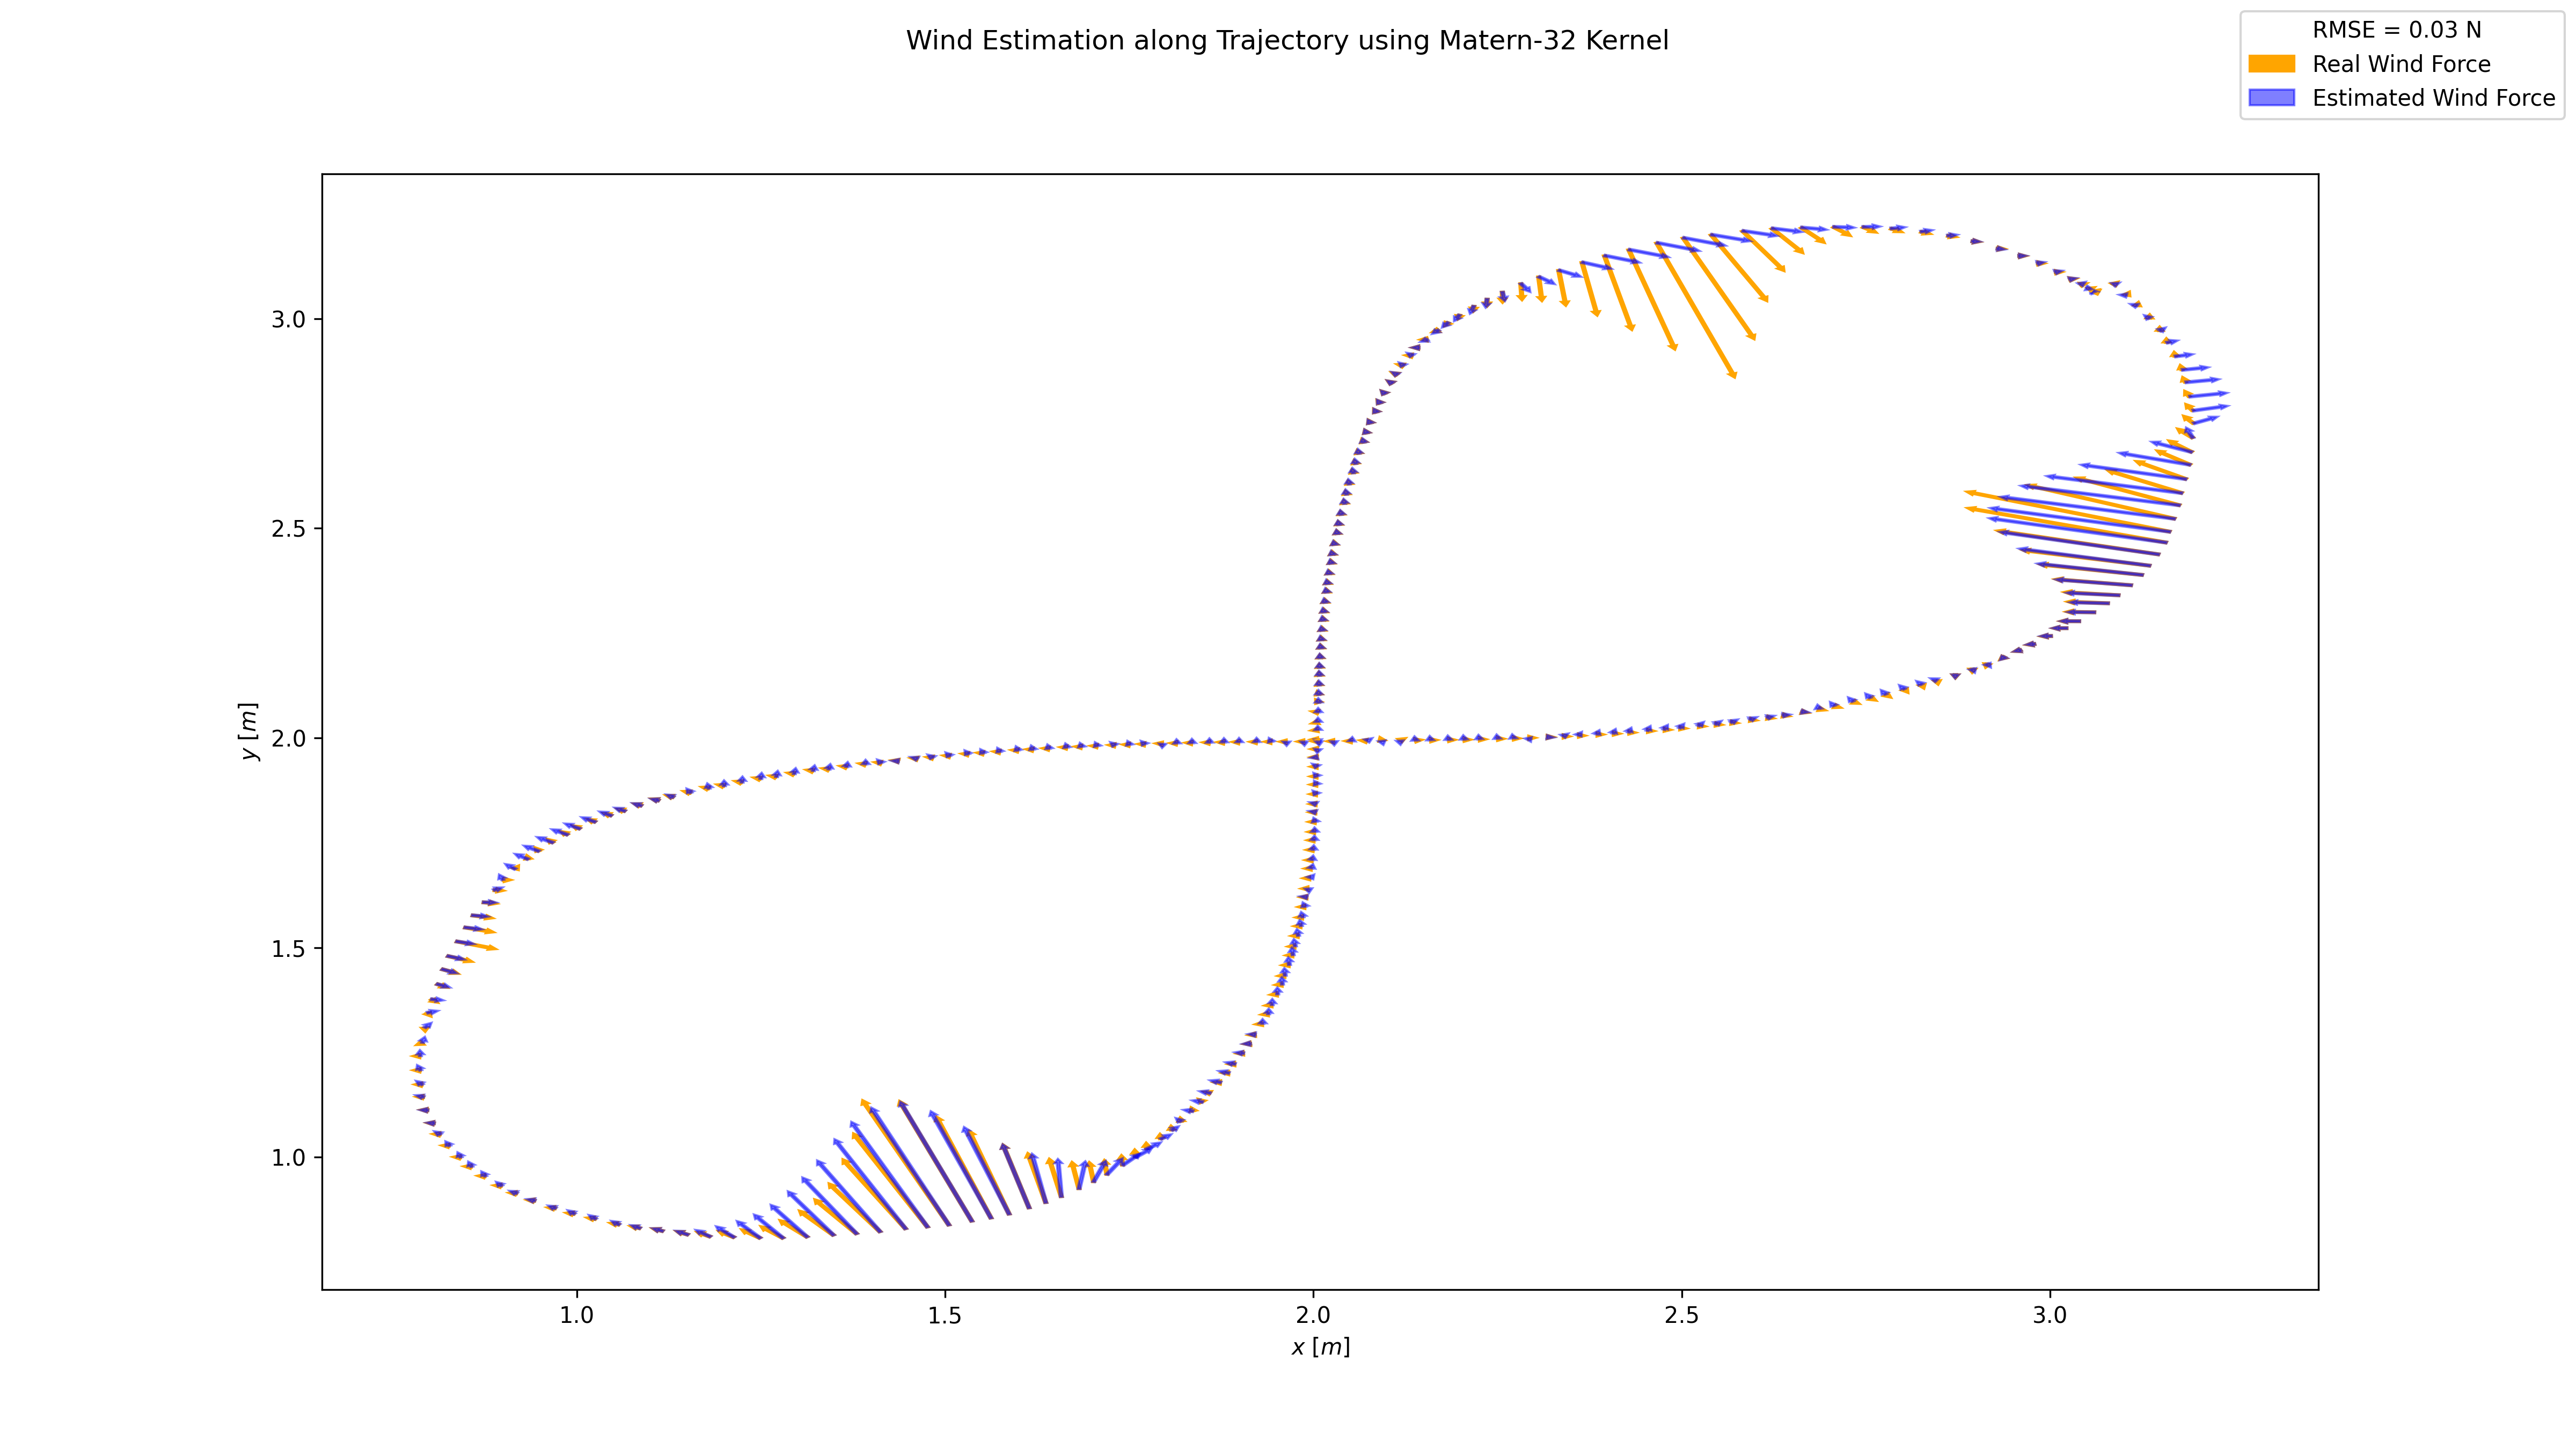 Wind Estimation along Trajectory using Matern-32 Kernel
RMSE = 0.03 N
Real Wind Force
Estimated Wind Force
3.0
2.5
2.0
1.5
1.0
y [m]
1.0 1.5 2.0 2.5 3.0
x [m]